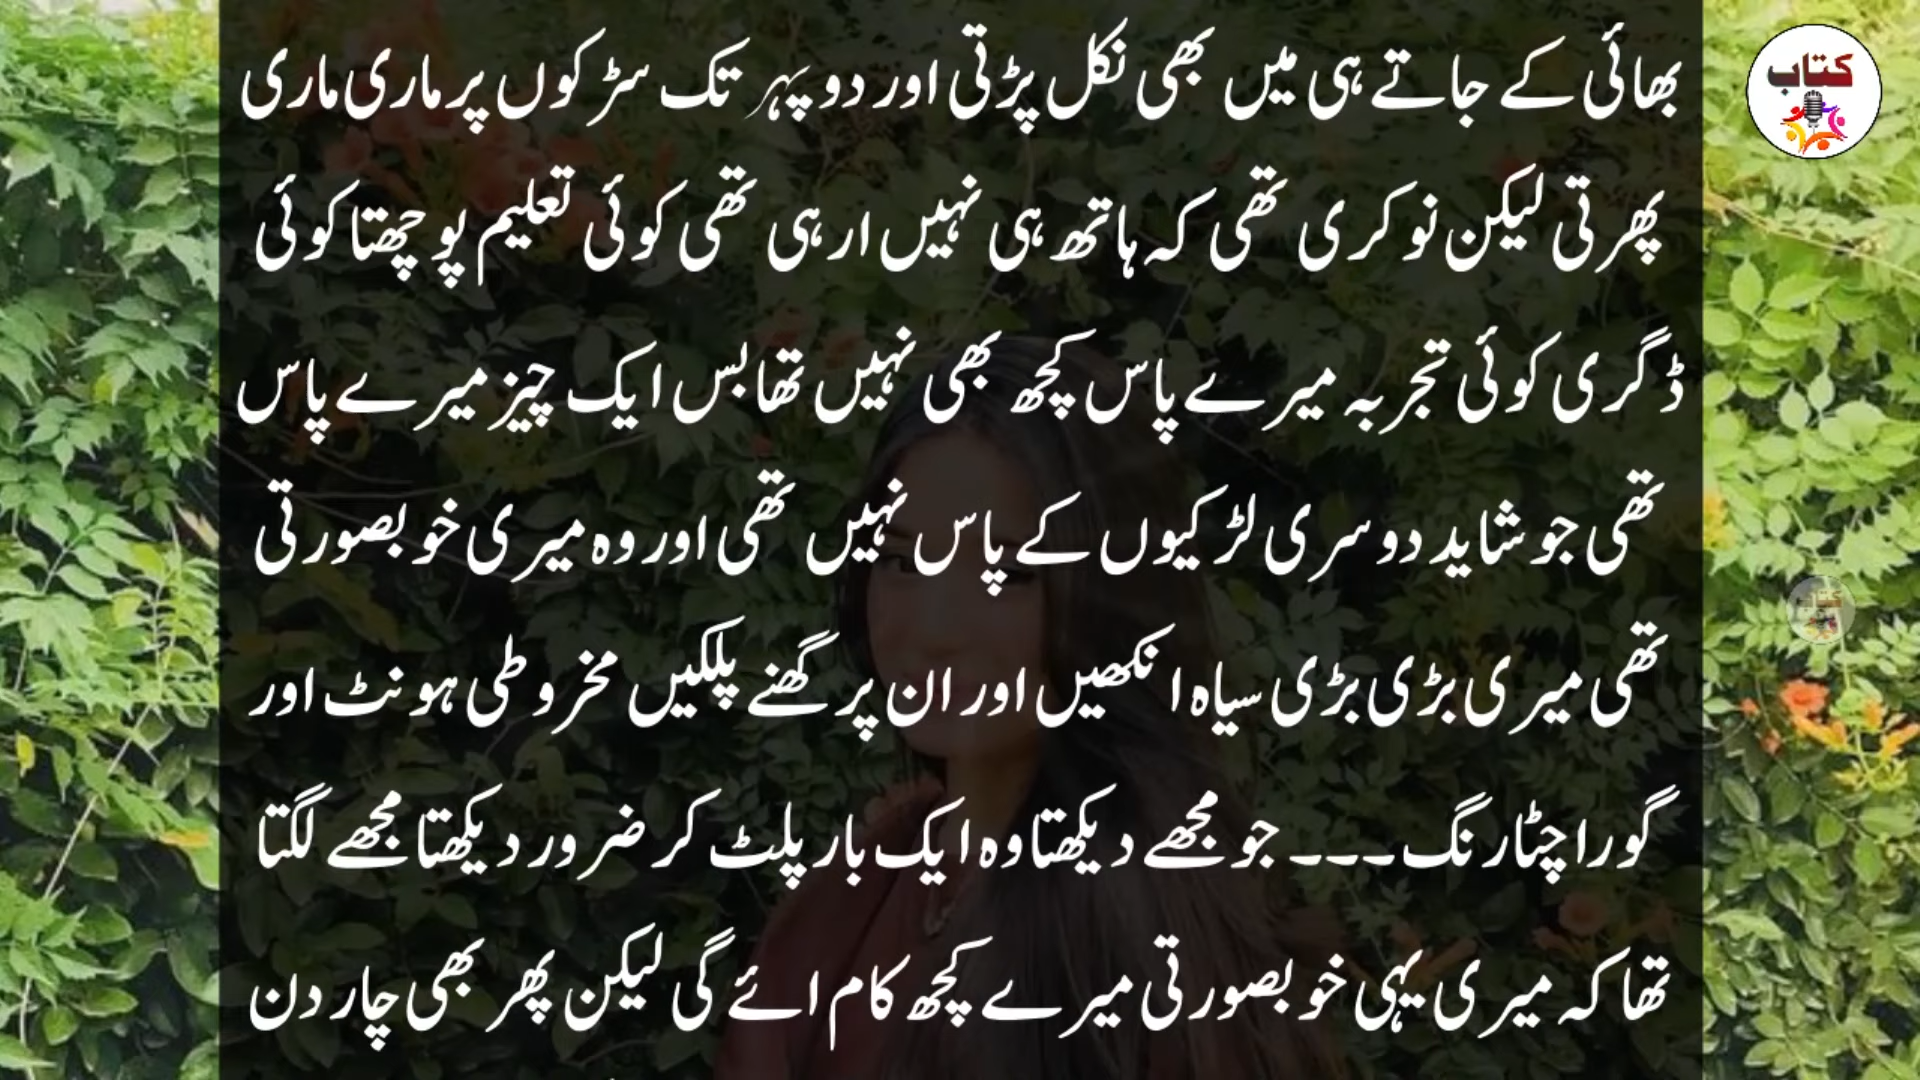 بھائی کے جاتے ہی میں بھی نکل پڑتی اور دوپہر تک سڑکوں پر ماری ماری
پھرتی لیکن نوکری تھی کہ ہاتھ ہی نہیں ارہی تھی کوئی تعلیم پوچھتا کوئی
ڈگری کوئی تجربہ میرے پاس کچھ بھی نہیں تھا بس ایک چیز میرے پاس
تھی جو شاید دوسری لڑکیوں کے پاس نہیں تھی اور وہ میری خوبصورتی
تھی میری بڑی بڑی سیاہ انکھیں اور ان پر گھنے پلکیں مخروطی ہونٹ اور
گورا چٹا رنگ ۔۔۔ جو مجھے دیکھتا وہ ایک بار پلٹ کر ضرور دیکھتا مجھے لگتا
تھا کہ میری یہی خوبصورتی میرے کچھ کام ائے گی لیکن پھر بھی چار دن
کتاب
کتاب